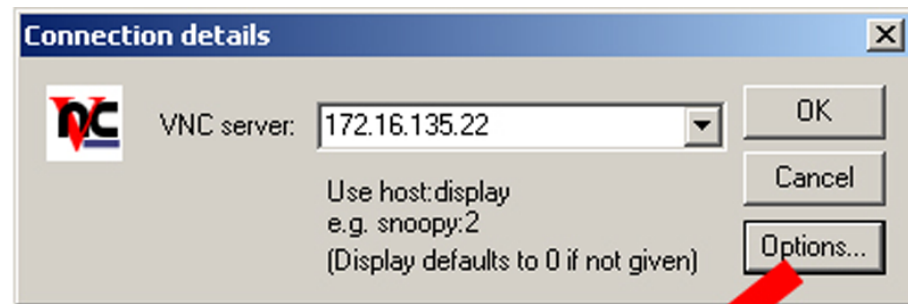 Connection details
VNC
VNC server:
172.16.135.22
OK
Use host:display
e.g. snoopy:2
(Display defaults to 0 if not given)
Cancel
Options...